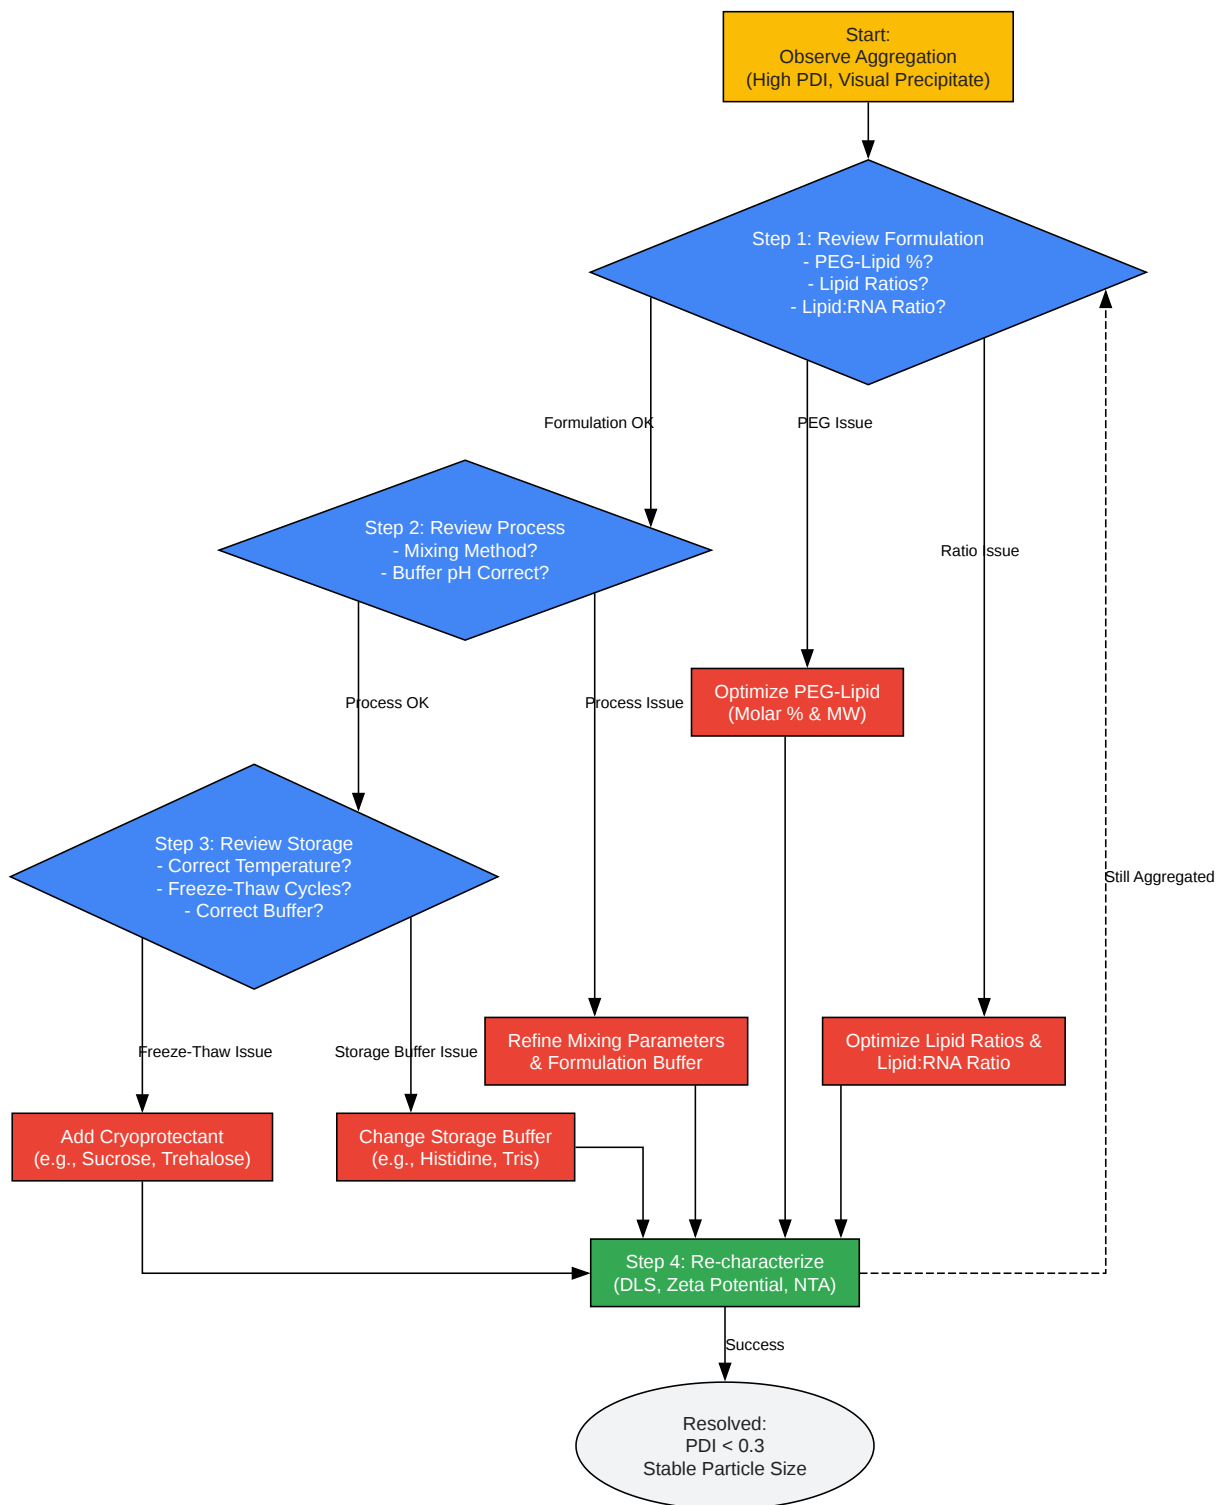 Start:
Observe Aggregation
(High PDI, Visual Precipitate)
Step 1: Review Formulation
- PEG-Lipid %?
- Lipid Ratios?
- Lipid:RNA Ratio?
Formulation OK
PEG Issue
Ratio Issue
Step 2: Review Process
- Mixing Method?
- Buffer pH Correct?
Process OK
Process Issue
Optimize PEG-Lipid
(Molar % & MW)
Step 3: Review Storage
- Correct Temperature?
- Freeze-Thaw Cycles?
- Correct Buffer?
Still Aggregated
Freeze-Thaw Issue
Storage Buffer Issue
Refine Mixing Parameters
& Formulation Buffer
Optimize Lipid Ratios &
Lipid:RNA Ratio
Add Cryoprotectant
(e.g., Sucrose, Trehalose)
Change Storage Buffer
(e.g., Histidine, Tris)
Step 4: Re-characterize
(DLS, Zeta Potential, NTA)
Success
Resolved:
PDI < 0.3
Stable Particle Size